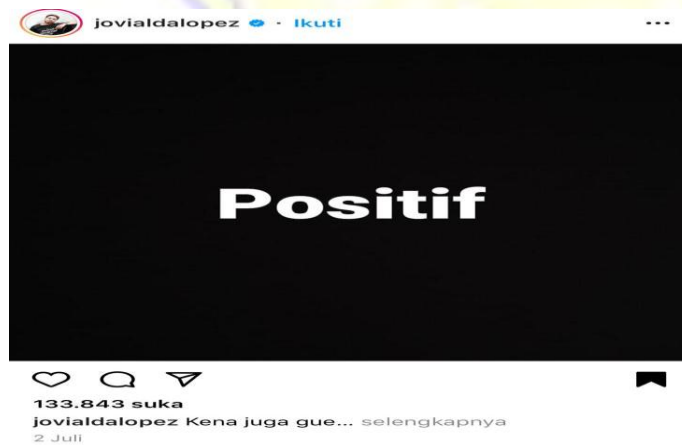 jovialdalopez · Ikuti
Positif
133.843 suka
jovialdalopez Kena juga gue... selengkapnya
2 Juli